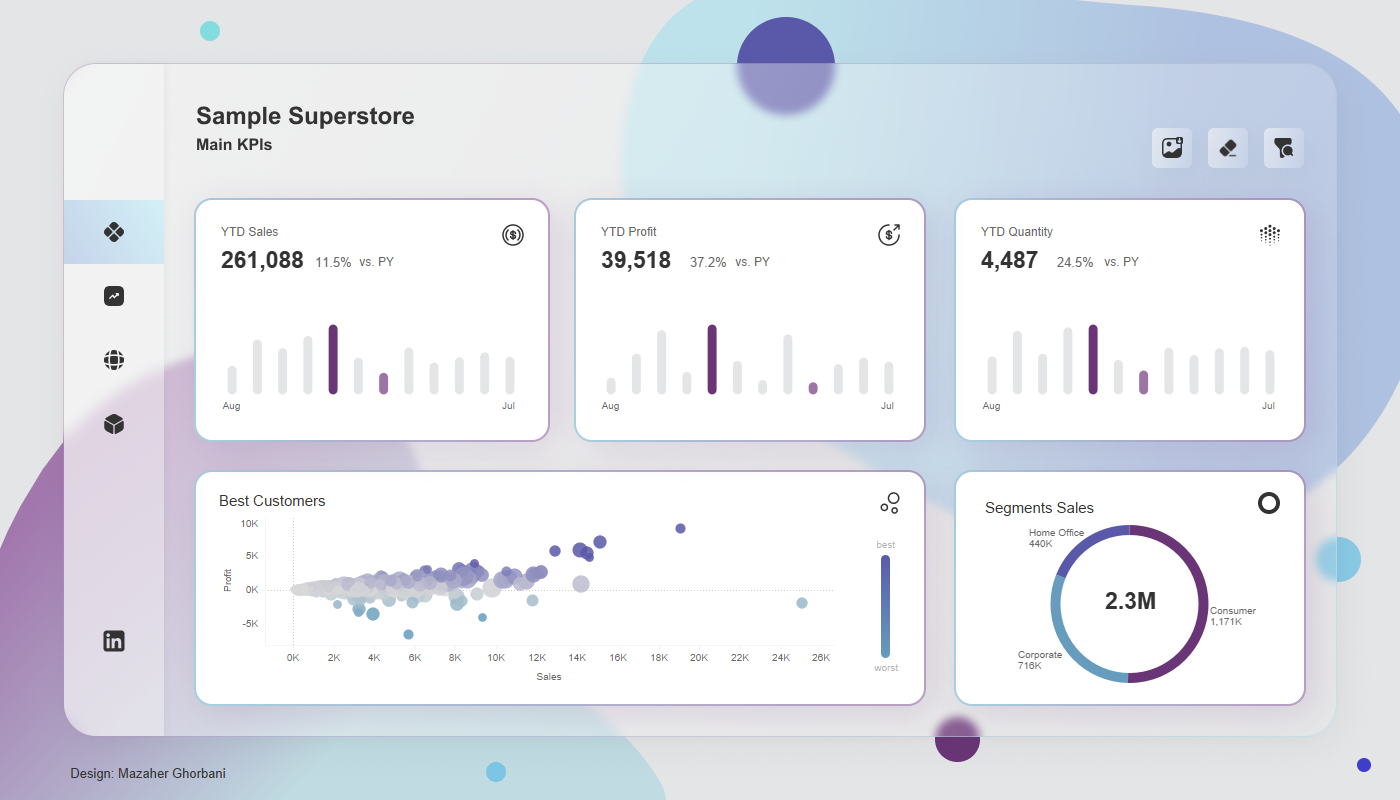 Sample Superstore
Main KPIs
YTD Sales
261,088 11.5% vs. PY
Aug Jul
YTD Profit
39,518 37.2% vs. PY
Aug Jul
YTD Quantity
4,487 24.5% vs. PY
Aug Jul
Best Customers
10K
5K
0K
-5K
Profit
0K 2K 4K 6K 8K 10K 12K 14K 16K 18K 20K 22K 24K 26K
Sales
best
worst
Segments Sales
Home Office
440K
2.3M
Consumer
1,171K
Corporate
716K
in
Design: Mazaher Ghorbani